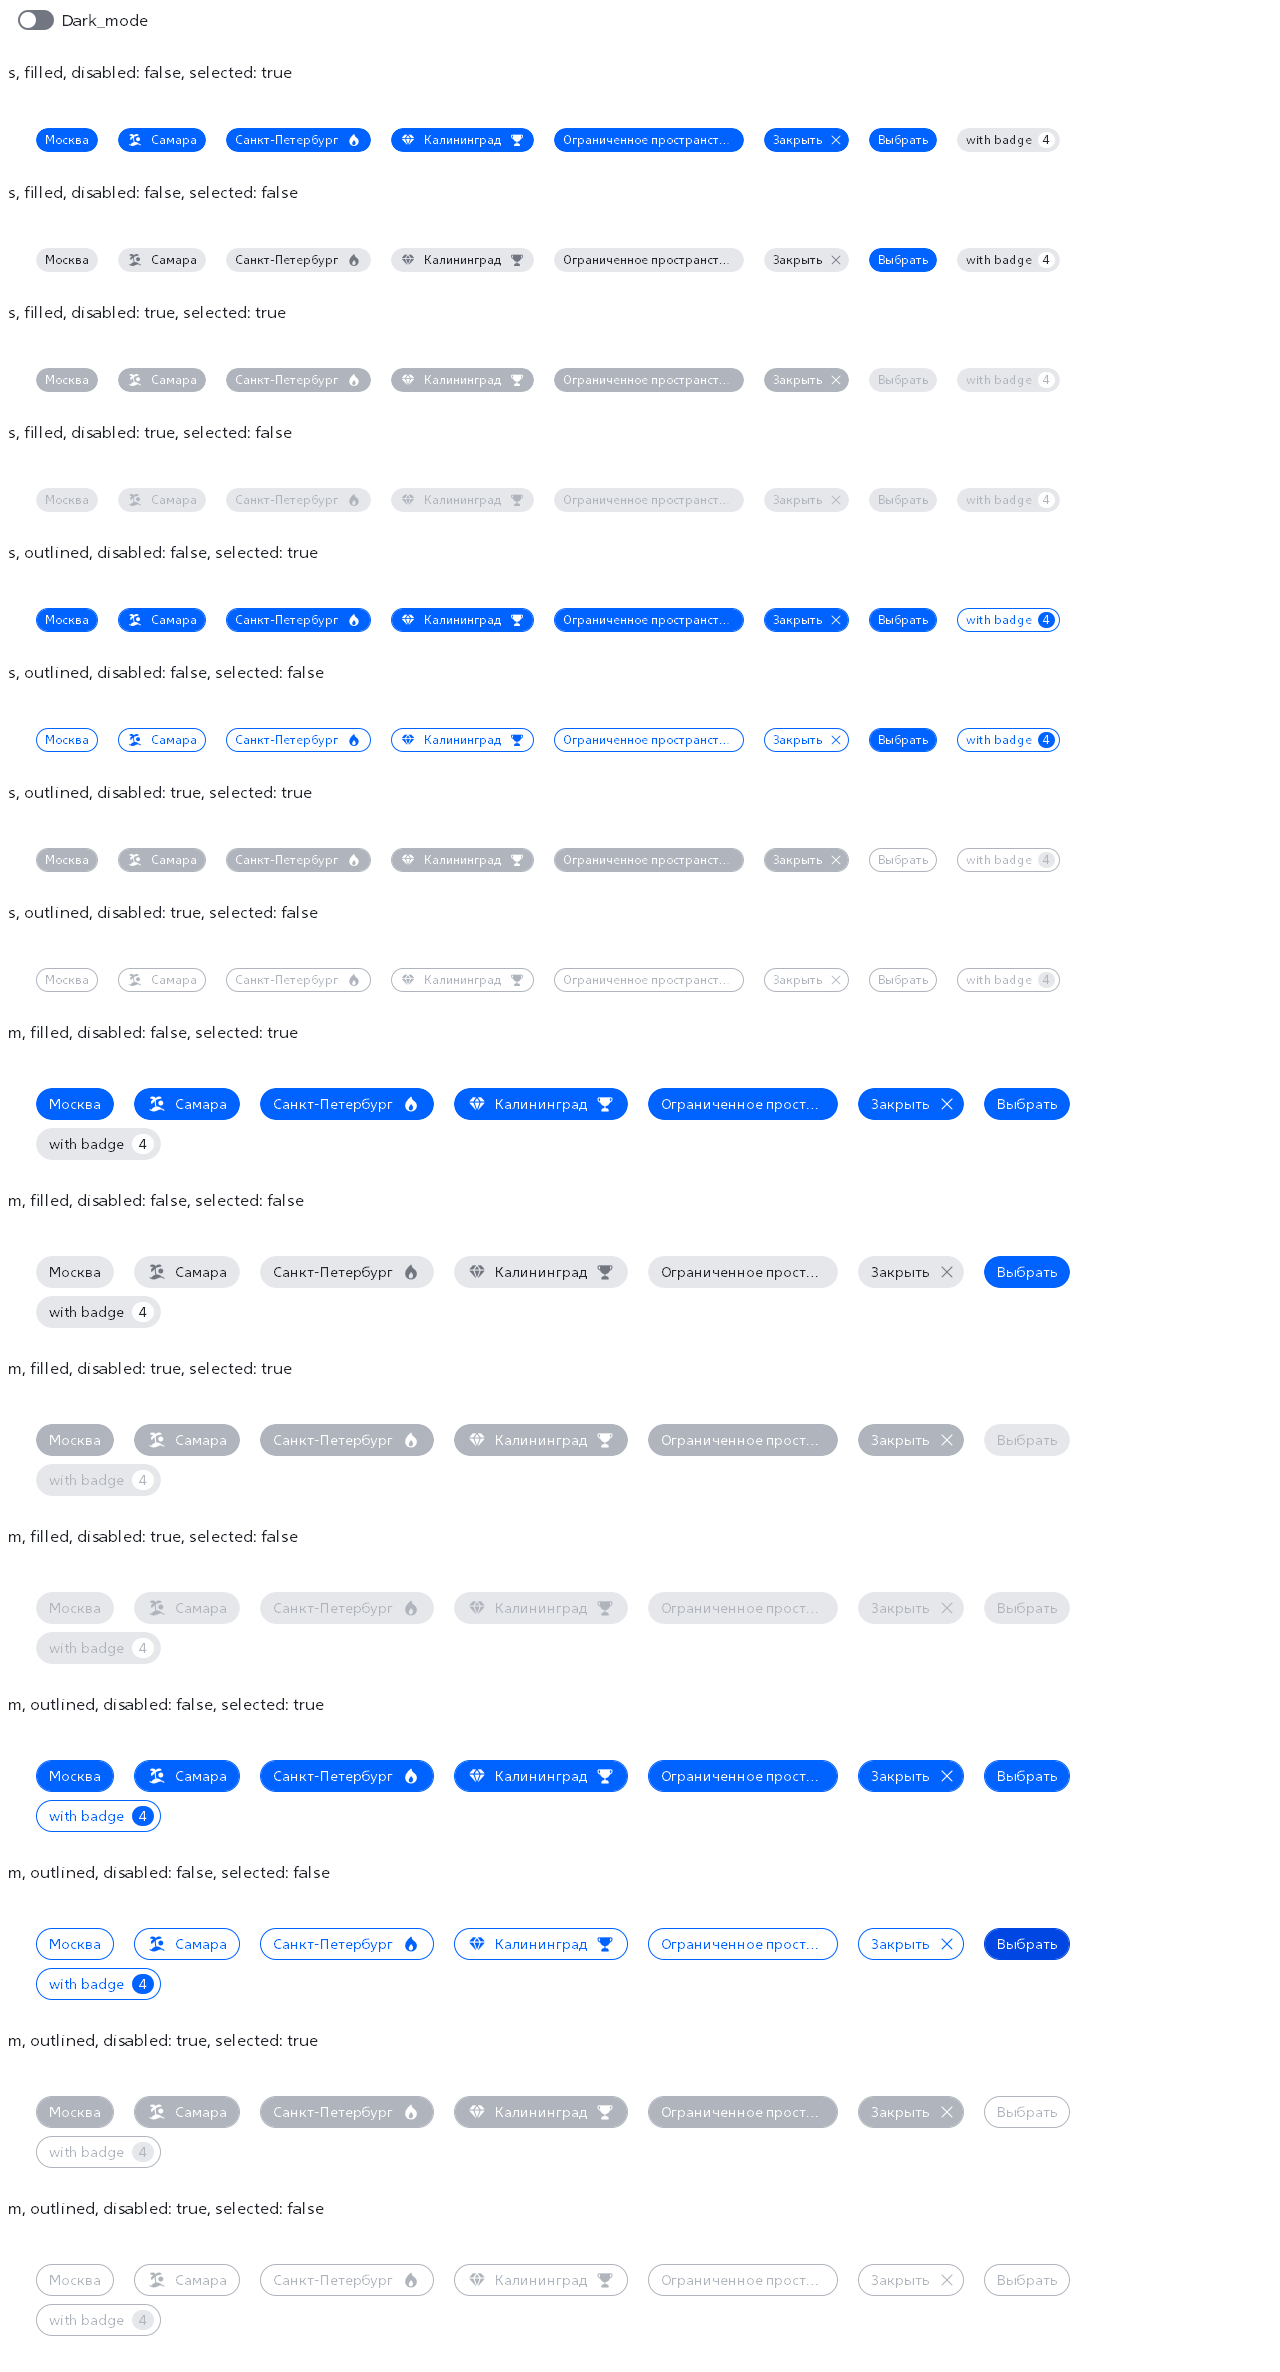 Dark_mode
s, filled, disabled: false, selected: true
Москва Самара Санкт-Петербург Калининград Ограниченное пространст... Закрыть Выбрать with badge 4
s, filled, disabled: false, selected: false
Москва Самара Санкт-Петербург Калининград Ограниченное пространст... Закрыть Выбрать with badge 4
s, filled, disabled: true, selected: true
Москва Самара Санкт-Петербург Калининград Ограниченное пространст... Закрыть Выбрать with badge 4
s, filled, disabled: true, selected: false
Москва Самара Санкт-Петербург Калининград Ограниченное пространст... Закрыть Выбрать with badge 4
s, outlined, disabled: false, selected: true
Москва Самара Санкт-Петербург Калининград Ограниченное пространст... Закрыть Выбрать with badge 4
s, outlined, disabled: false, selected: false
Москва Самара Санкт-Петербург Калининград Ограниченное пространст... Закрыть Выбрать with badge 4
s, outlined, disabled: true, selected: true
Москва Самара Санкт-Петербург Калининград Ограниченное пространст... Закрыть Выбрать with badge 4
s, outlined, disabled: true, selected: false
Москва Самара Санкт-Петербург Калининград Ограниченное пространст... Закрыть Выбрать with badge 4
m, filled, disabled: false, selected: true
Москва Самара Санкт-Петербург Калининград Ограниченное прост... Закрыть Выбрать
with badge 4
m, filled, disabled: false, selected: false
Москва Самара Санкт-Петербург Калининград Ограниченное прост... Закрыть Выбрать
with badge 4
m, filled, disabled: true, selected: true
Москва Самара Санкт-Петербург Калининград Ограниченное прост... Закрыть Выбрать
with badge 4
m, filled, disabled: true, selected: false
Москва Самара Санкт-Петербург Калининград Ограниченное прост... Закрыть Выбрать
with badge 4
m, outlined, disabled: false, selected: true
Москва Самара Санкт-Петербург Калининград Ограниченное прост... Закрыть Выбрать
with badge 4
m, outlined, disabled: false, selected: false
Москва Самара Санкт-Петербург Калининград Ограниченное прост... Закрыть Выбрать
with badge 4
m, outlined, disabled: true, selected: true
Москва Самара Санкт-Петербург Калининград Ограниченное прост... Закрыть Выбрать
with badge 4
m, outlined, disabled: true, selected: false
Москва Самара Санкт-Петербург Калининград Ограниченное прост... Закрыть Выбрать
with badge 4